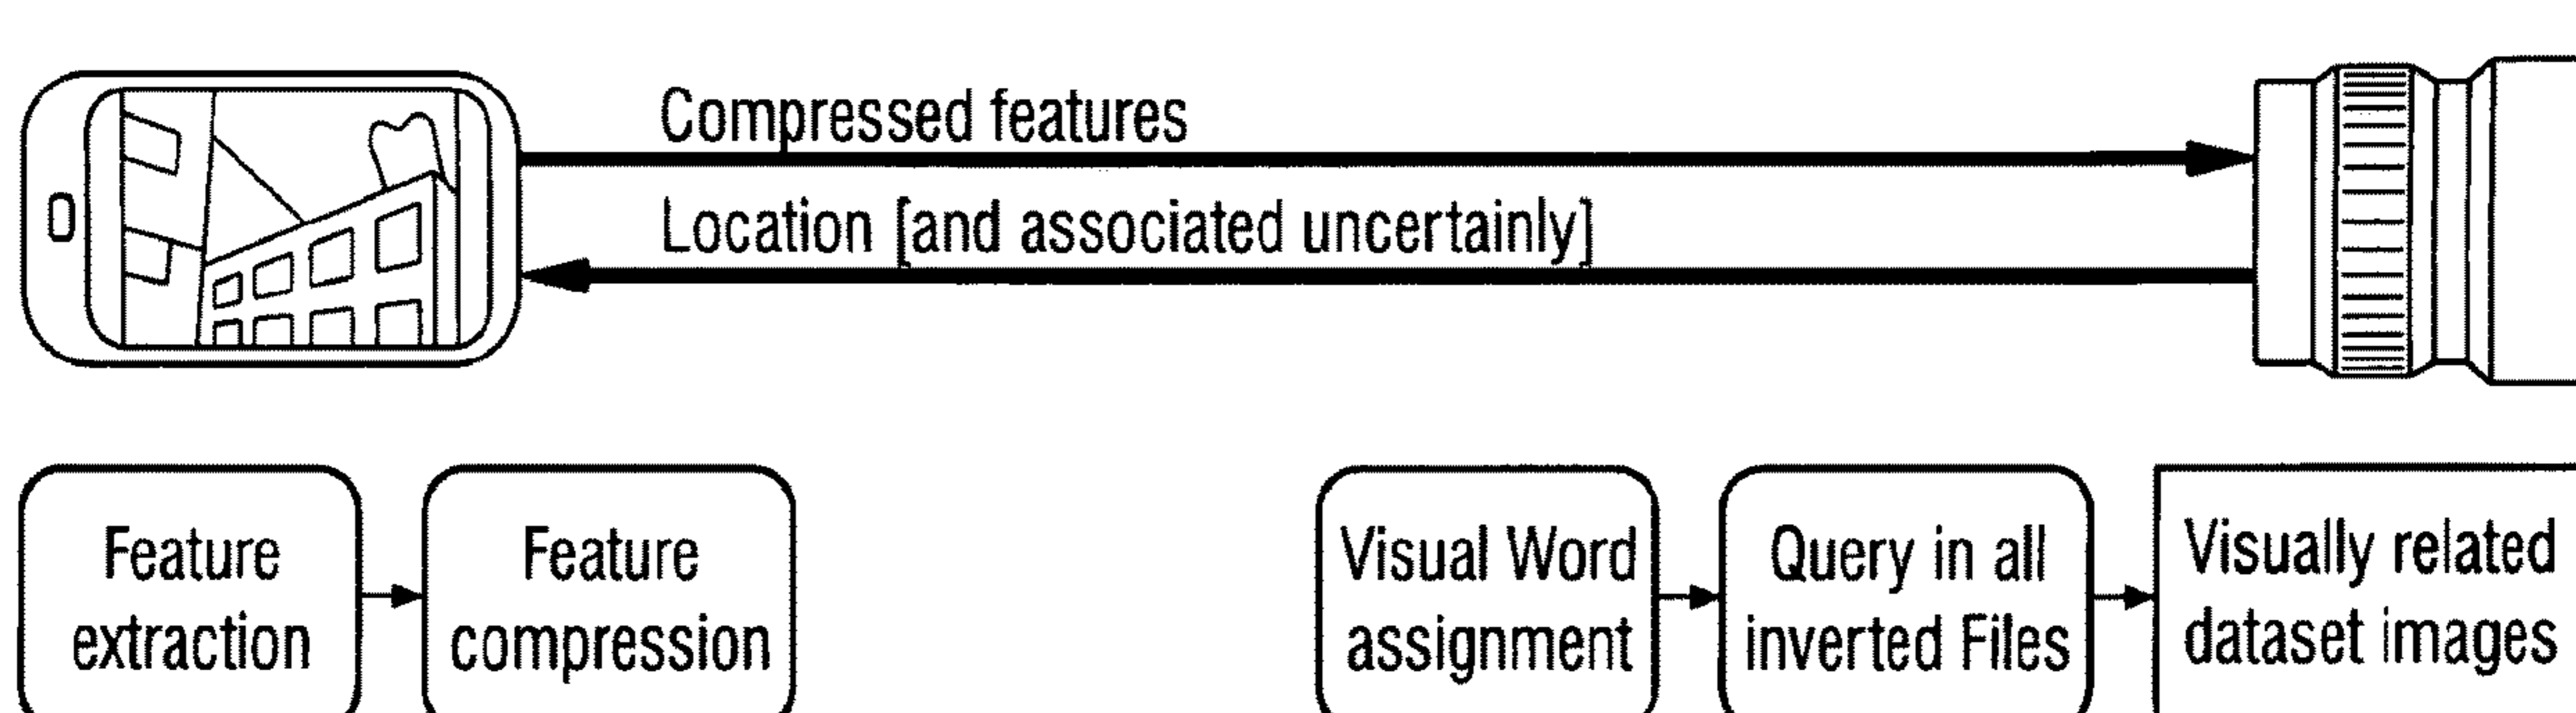 Compressed features
Location [and associated uncertainly]
Feature
extraction
Feature
compression
Visual Word
assignment
Query in all
inverted Files
Visually related
dataset images